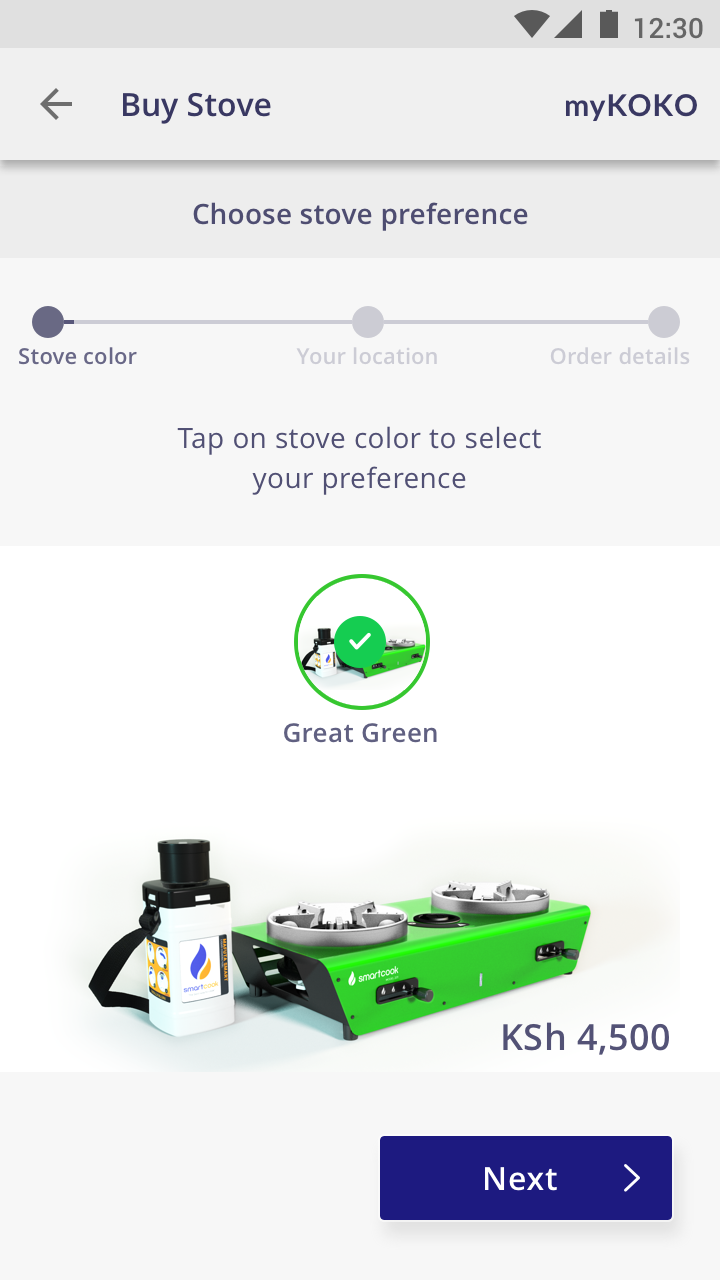 12:30
Buy Stove
myKOKO
Choose stove preference
Stove color
Your location
Order details
Tap on stove color to select
your preference
Great Green
smartcook
smartcook
KSh 4,500
Next